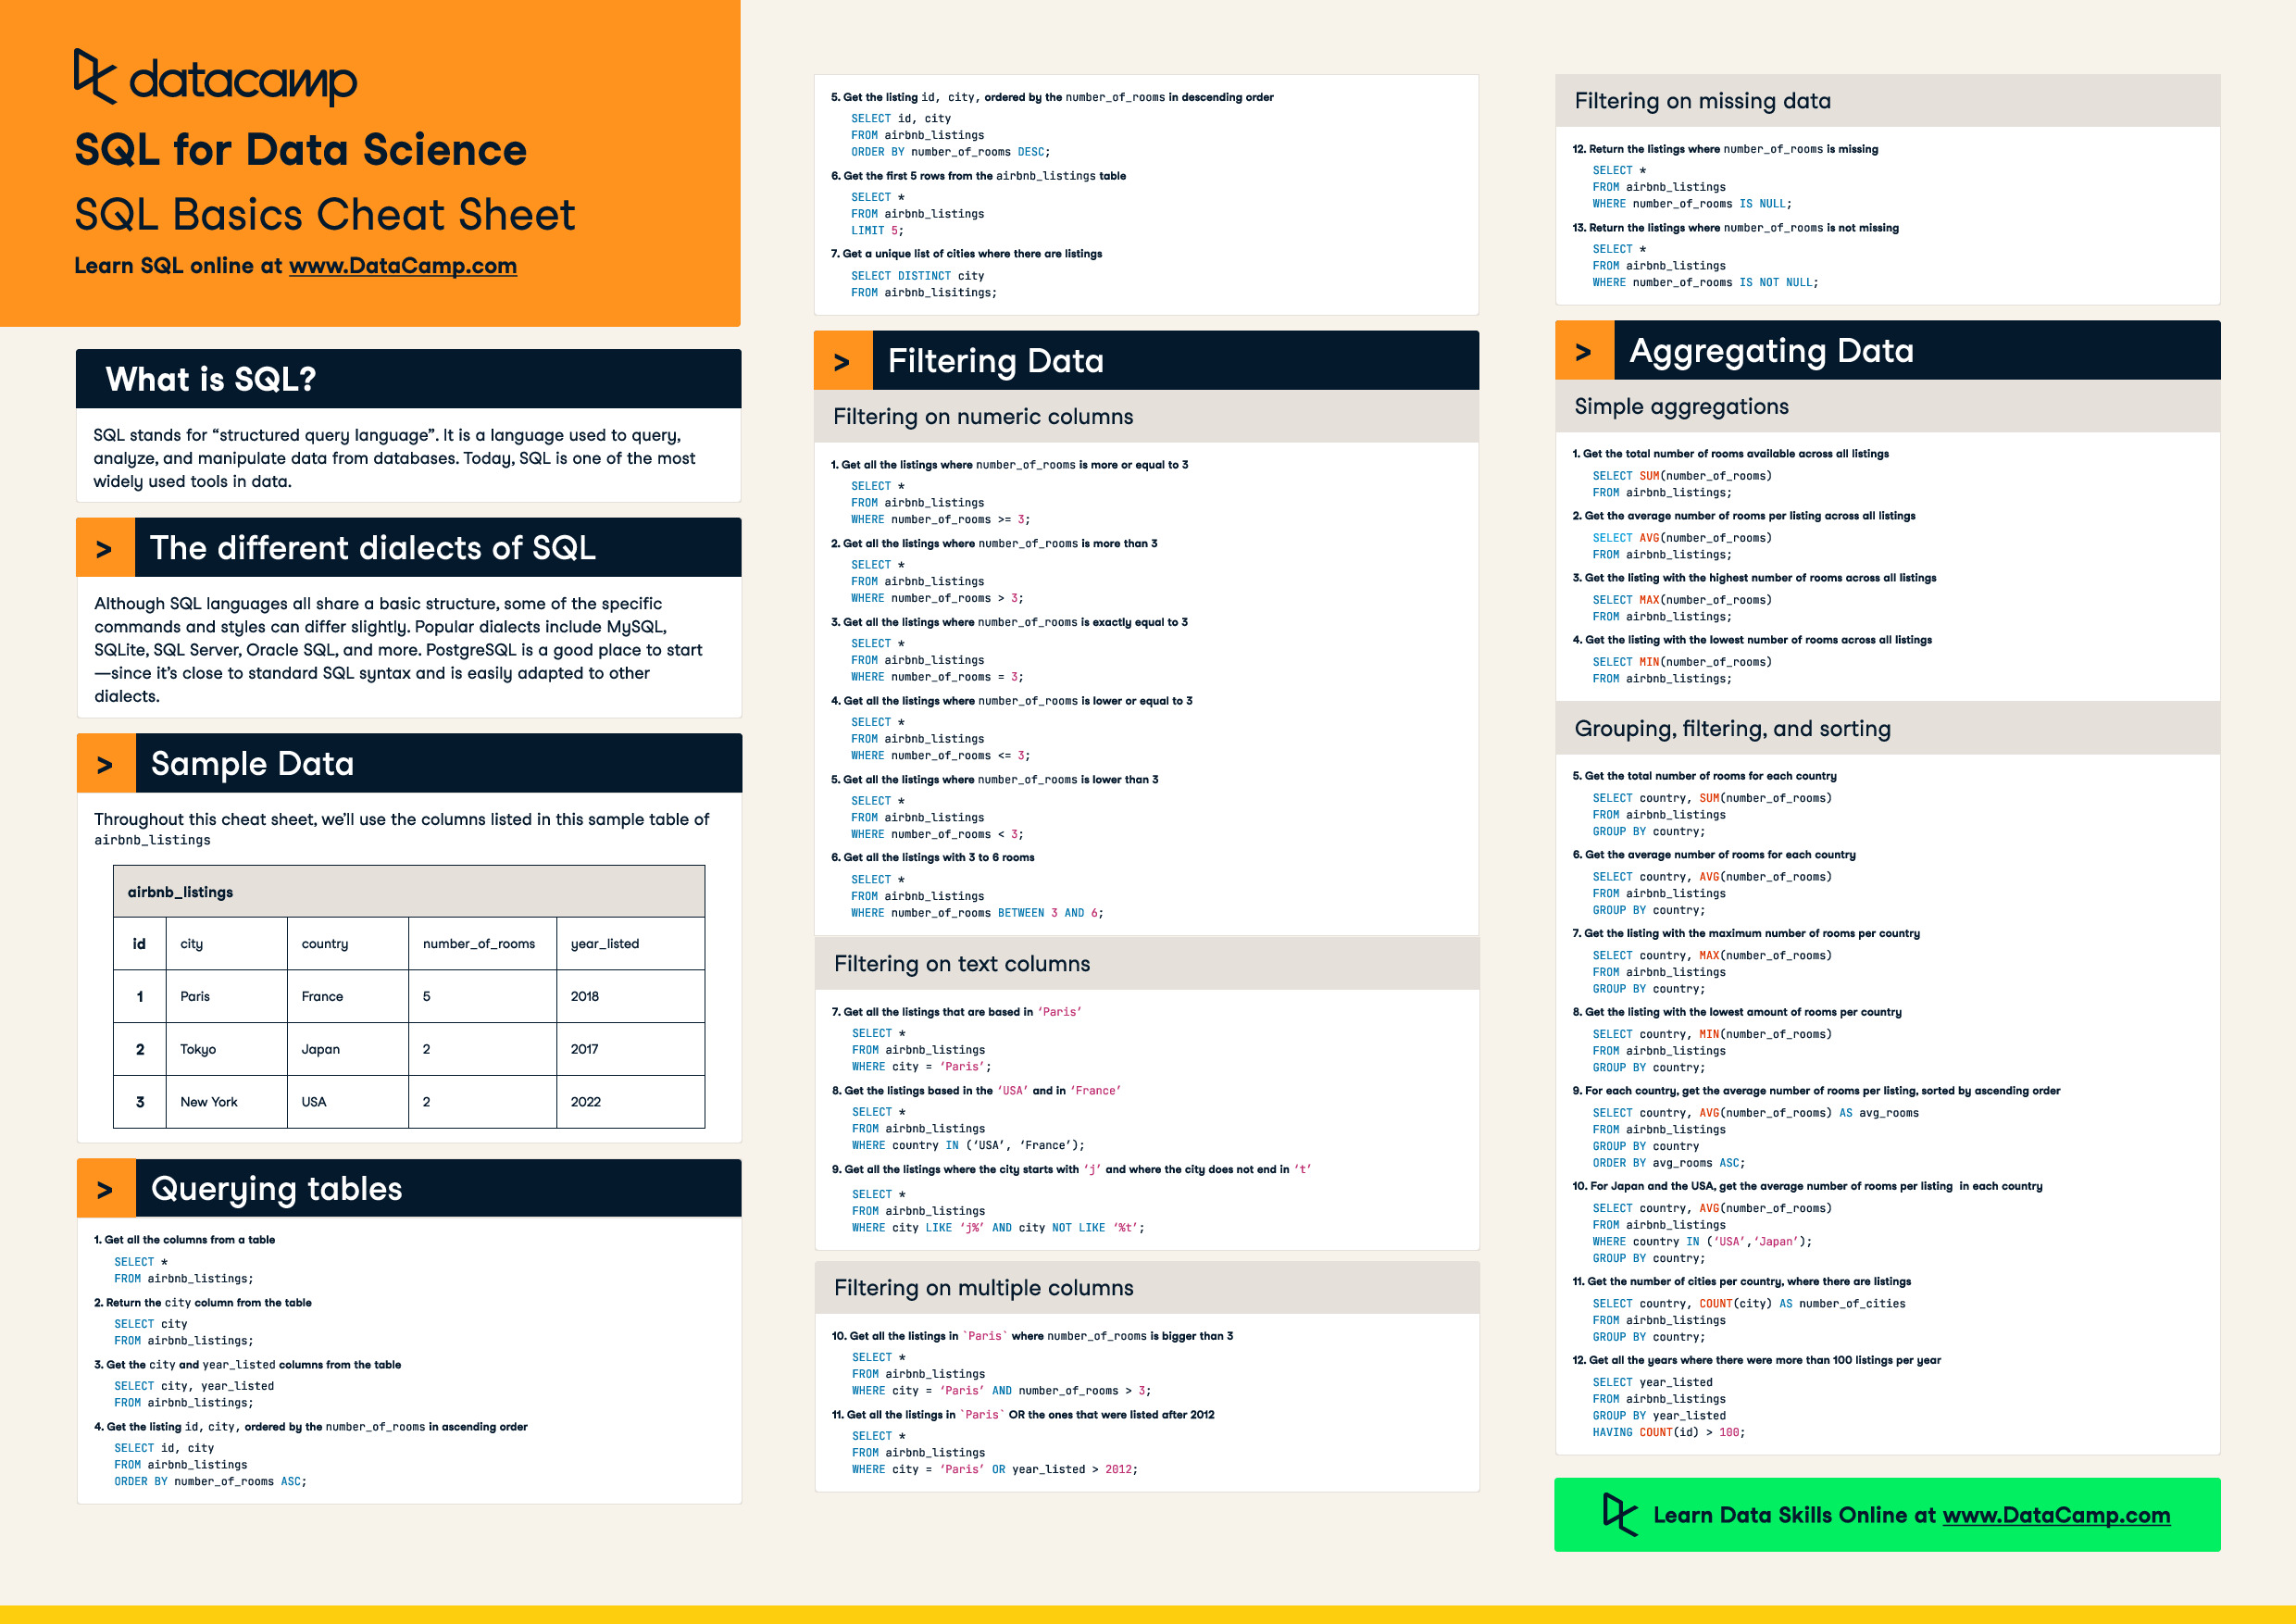 datacamp
SQL for Data Science
SQL Basics Cheat Sheet
Learn SQL online at www.DataCamp.com
What is SQL?
SQL stands for “structured query language”. It is a language used to query,
analyze, and manipulate data from databases. Today, SQL is one of the most
widely used tools in data.
> The different dialects of SQL
Although SQL languages all share a basic structure, some of the specific
commands and styles can differ slightly. Popular dialects include MySQL,
SQLite, SQL Server, Oracle SQL, and more. PostgreSQL is a good place to start
—since it’s close to standard SQL syntax and is easily adapted to other
dialects.
> Sample Data
Throughout this cheat sheet, we’ll use the columns listed in this sample table of
airbnb_listings
airbnb_listings
id city country number_of_rooms year_listed
1 Paris France 5 2018
2 Tokyo Japan 2 2017
3 New York USA 2 2022
> Querying tables
1. Get all the columns from a table
SELECT *
FROM airbnb_listings;
2. Return the city column from the table
SELECT city
FROM airbnb_listings;
3. Get the city and year_listed columns from the table
SELECT city, year_listed
FROM airbnb_listings;
4. Get the listing id, city, ordered by the number_of_rooms in ascending order
SELECT id, city
FROM airbnb_listings
ORDER BY number_of_rooms ASC;
5. Get the listing id, city, ordered by the number_of_rooms in descending order
SELECT id, city
FROM airbnb_listings
ORDER BY number_of_rooms DESC;
6. Get the first 5 rows from the airbnb_listings table
SELECT *
FROM airbnb_listings
LIMIT 5;
7. Get a unique list of cities where there are listings
SELECT DISTINCT city
FROM airbnb_lisitings;
> Filtering Data
Filtering on numeric columns
1. Get all the listings where number_of_rooms is more or equal to 3
SELECT *
FROM airbnb_listings
WHERE number_of_rooms >= 3;
2. Get all the listings where number_of_rooms is more than 3
SELECT *
FROM airbnb_listings
WHERE number_of_rooms > 3;
3. Get all the listings where number_of_rooms is exactly equal to 3
SELECT *
FROM airbnb_listings
WHERE number_of_rooms = 3;
4. Get all the listings where number_of_rooms is lower or equal to 3
SELECT *
FROM airbnb_listings
WHERE number_of_rooms <= 3;
5. Get all the listings where number_of_rooms is lower than 3
SELECT *
FROM airbnb_listings
WHERE number_of_rooms < 3;
6. Get all the listings with 3 to 6 rooms
SELECT *
FROM airbnb_listings
WHERE number_of_rooms BETWEEN 3 AND 6;
Filtering on text columns
7. Get all the listings that are based in ‘Paris’
SELECT *
FROM airbnb_listings
WHERE city = ‘Paris’;
8. Get the listings based in the ‘USA’ and in ‘France’
SELECT *
FROM airbnb_listings
WHERE country IN (‘USA’, ‘France’);
9. Get all the listings where the city starts with ‘j’ and where the city does not end in ‘t’
SELECT *
FROM airbnb_listings
WHERE city LIKE ‘j%’ AND city NOT LIKE ‘%t’;
Filtering on multiple columns
10. Get all the listings in `Paris` where number_of_rooms is bigger than 3
SELECT *
FROM airbnb_listings
WHERE city = ‘Paris’ AND number_of_rooms > 3;
11. Get all the listings in `Paris` OR the ones that were listed after 2012
SELECT *
FROM airbnb_listings
WHERE city = ‘Paris’ OR year_listed > 2012;
Filtering on missing data
12. Return the listings where number_of_rooms is missing
SELECT *
FROM airbnb_listings
WHERE number_of_rooms IS NULL;
13. Return the listings where number_of_rooms is not missing
SELECT *
FROM airbnb_listings
WHERE number_of_rooms IS NOT NULL;
> Aggregating Data
Simple aggregations
1. Get the total number of rooms available across all listings
SELECT SUM(number_of_rooms)
FROM airbnb_listings;
2. Get the average number of rooms per listing across all listings
SELECT AVG(number_of_rooms)
FROM airbnb_listings;
3. Get the listing with the highest number of rooms across all listings
SELECT MAX(number_of_rooms)
FROM airbnb_listings;
4. Get the listing with the lowest number of rooms across all listings
SELECT MIN(number_of_rooms)
FROM airbnb_listings;
Grouping, filtering, and sorting
5. Get the total number of rooms for each country
SELECT country, SUM(number_of_rooms)
FROM airbnb_listings
GROUP BY country;
6. Get the average number of rooms for each country
SELECT country, AVG(number_of_rooms)
FROM airbnb_listings
GROUP BY country;
7. Get the listing with the maximum number of rooms per country
SELECT country, MAX(number_of_rooms)
FROM airbnb_listings
GROUP BY country;
8. Get the listing with the lowest amount of rooms per country
SELECT country, MIN(number_of_rooms)
FROM airbnb_listings
GROUP BY country;
9. For each country, get the average number of rooms per listing, sorted by ascending order
SELECT country, AVG(number_of_rooms) AS avg_rooms
FROM airbnb_listings
GROUP BY country
ORDER BY avg_rooms ASC;
10. For Japan and the USA, get the average number of rooms per listing in each country
SELECT country, AVG(number_of_rooms)
FROM airbnb_listings
WHERE country IN (‘USA’,‘Japan’);
GROUP BY country;
11. Get the number of cities per country, where there are listings
SELECT country, COUNT(city) AS number_of_cities
FROM airbnb_listings
GROUP BY country;
12. Get all the years where there were more than 100 listings per year
SELECT year_listed
FROM airbnb_listings
GROUP BY year_listed
HAVING COUNT(id) > 100;
Learn Data Skills Online at www.DataCamp.com